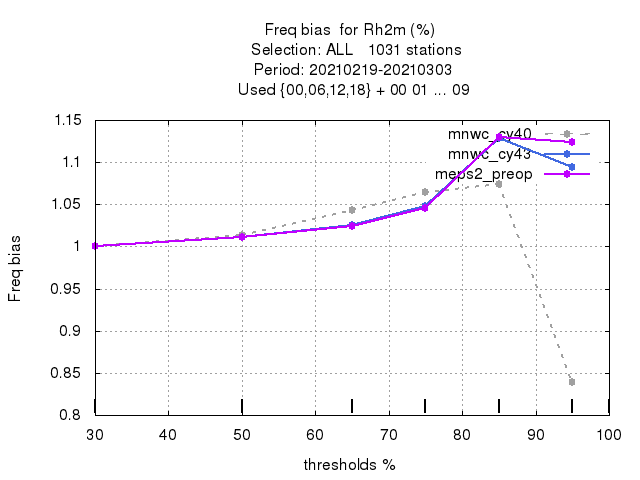 Freq bias for Rh2m (%)
Selection: ALL 1031 stations
Period: 20210219-20210303
Used {00,06,12,18} + 00 01 ... 09
1.15
1.1
1.05
1
0.95
0.9
0.85
0.8
Freq bias
mnwc_cy40
mnwc_cy43
meps2_preop
30 40 50 60 70 80 90 100
thresholds %